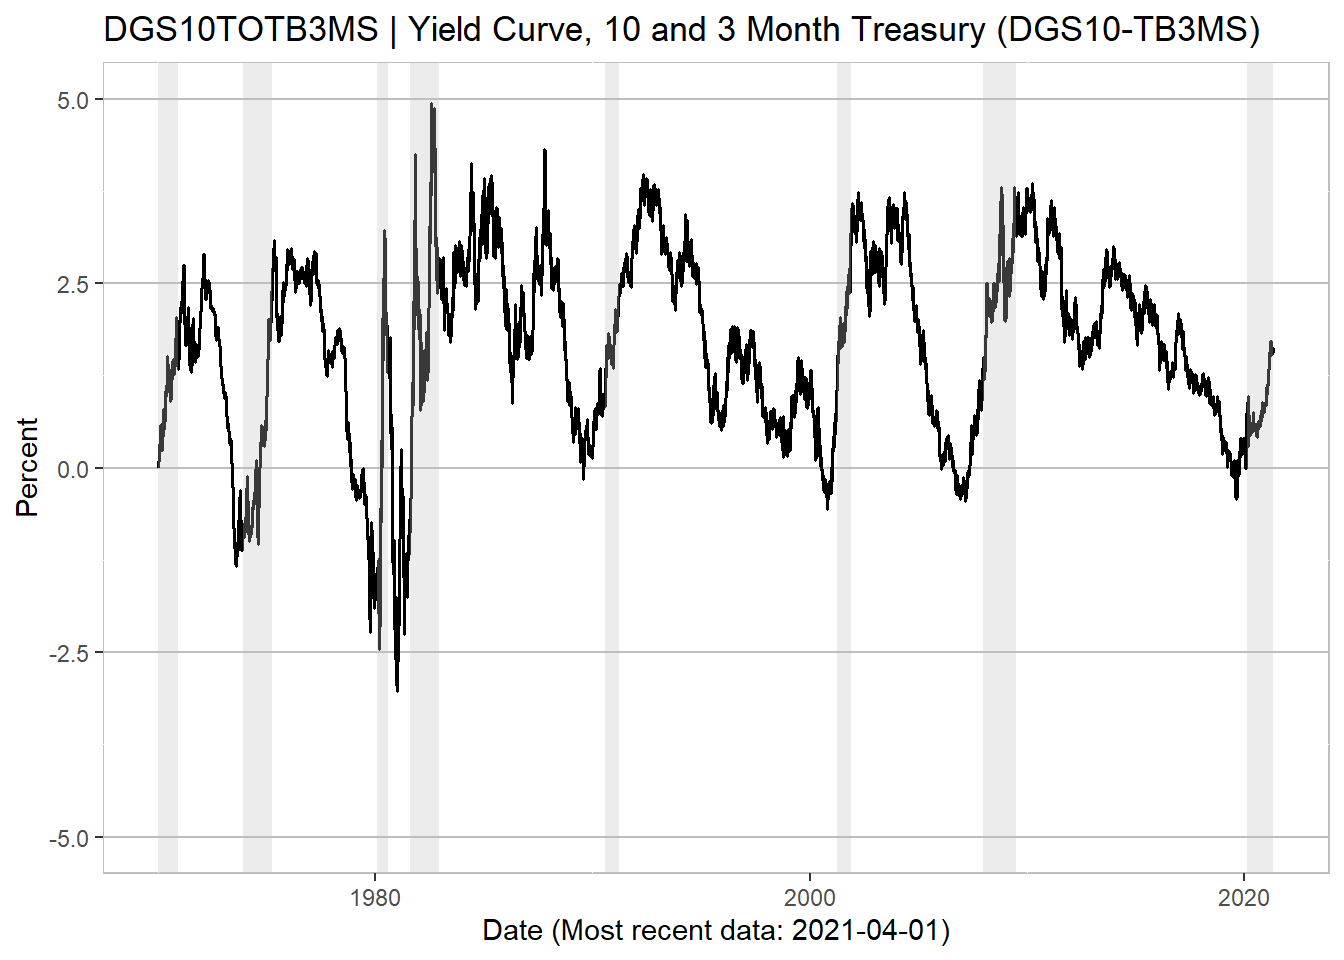 DGS10TOTB3MS | Yield Curve, 10 and 3 Month Treasury (DGS10-TB3MS)
5.0
2.5
0.0
-2.5
-5.0
Percent
1980
2000
2020
Date (Most recent data: 2021-04-01)